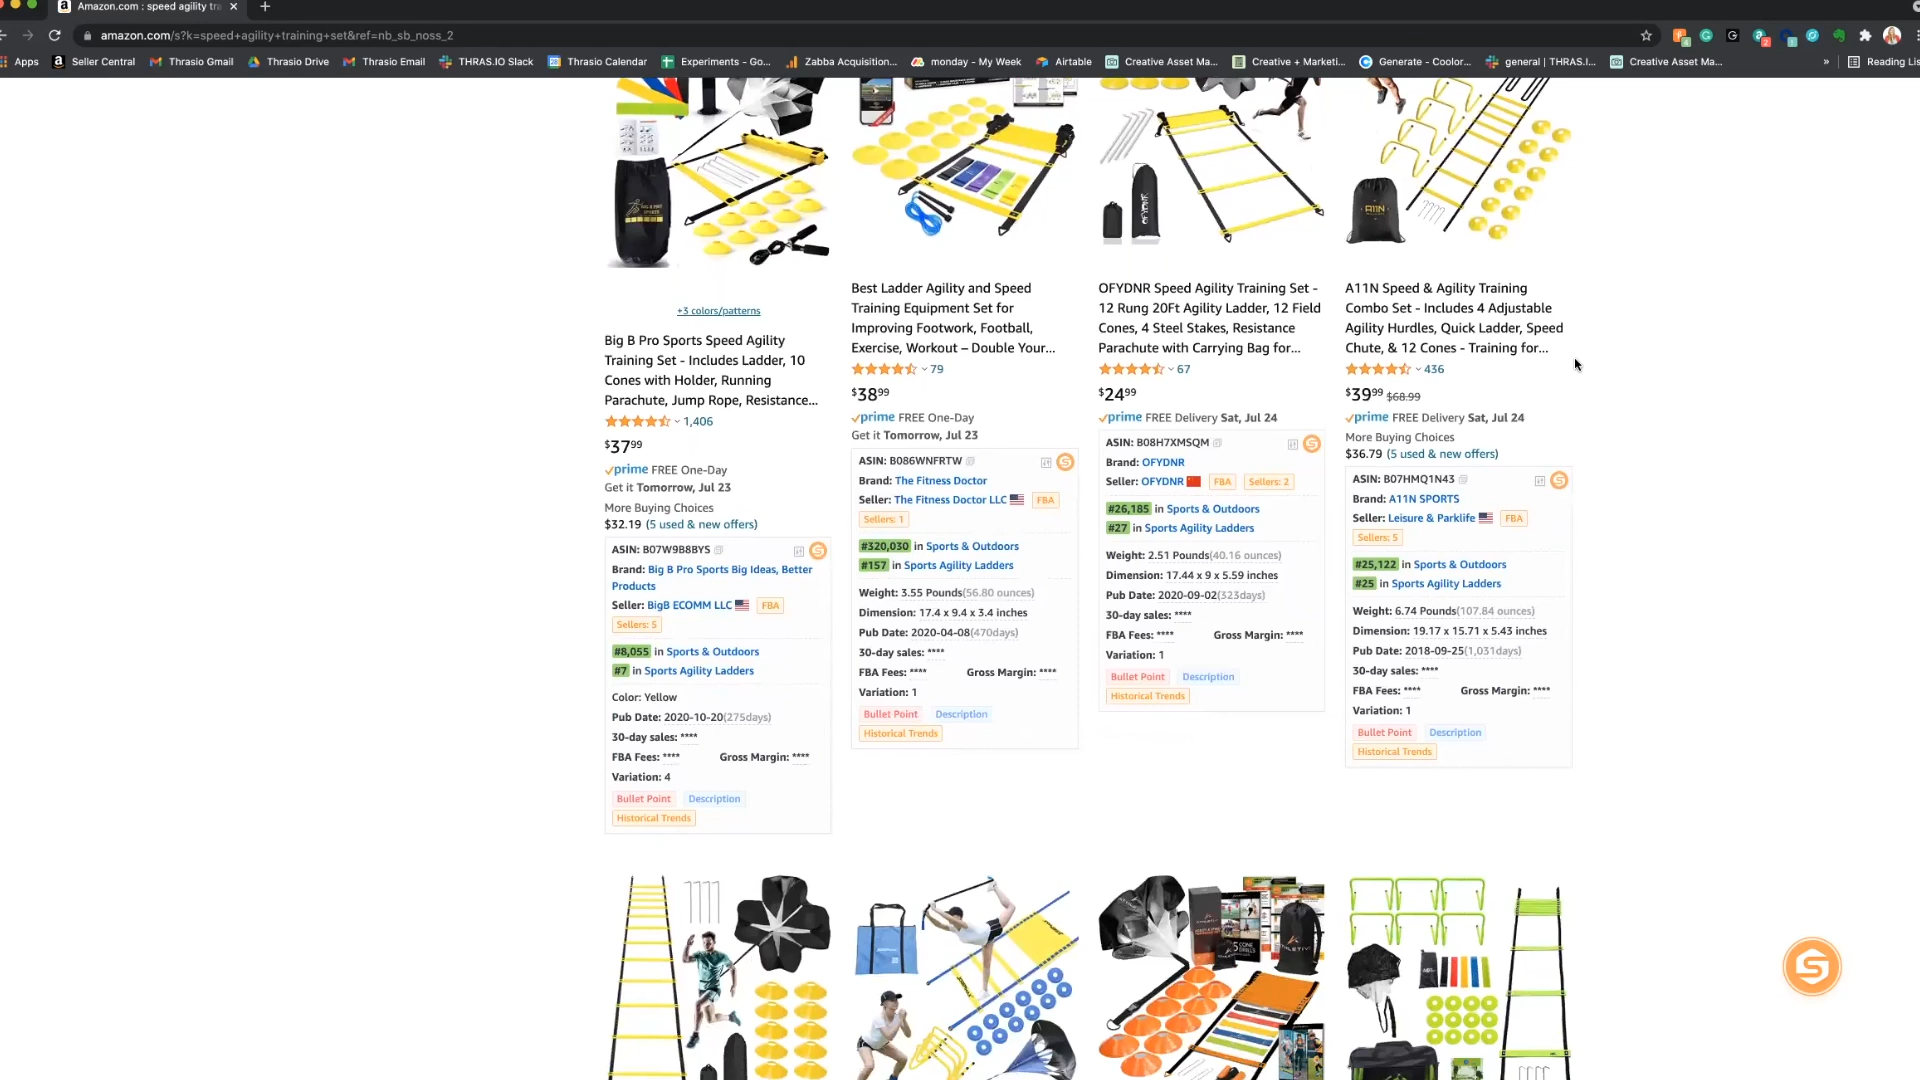 Amazon.com : speed agility tra
amazon.com/s?k=speed+agility+training+set&ref=nb_sb_noss_2
Apps
Seller Central
Thrasio Gmail
Thrasio Drive
Thrasio Email
THRAS.IO Slack
Thrasio Calendar
Experiments - Go...
Zabba Acquisition...
monday - My Week
Airtable
Creative Asset Ma...
Creative + Marketi...
Generate - Coolor...
general | THRAS.I...
Creative Asset Ma...
»
Reading Lis
+3 colors/patterns
Big B Pro Sports Speed Agility
Training Set - Includes Ladder, 10
Cones with Holder, Running
Parachute, Jump Rope, Resistance...
1,406
$37 99
prime FREE One-Day
Get it Tomorrow, Jul 23
More Buying Choices
$32.19 (5 used & new offers)
ASIN: B07W9B8BYS
Brand: Big B Pro Sports Big Ideas, Better
Products
Seller: BigB ECOMM LLC FBA
Sellers: 5
#8,055 in Sports & Outdoors
#7 in Sports Agility Ladders
Color: Yellow
Pub Date: 2020-10-20(275days)
30-day sales: ****
FBA Fees: **** Gross Margin: ****
Variation: 4
Bullet Point Description
Historical Trends
Best Ladder Agility and Speed
Training Equipment Set for
Improving Footwork, Football,
Exercise, Workout – Double Your...
79
$38 99
prime FREE One-Day
Get it Tomorrow, Jul 23
ASIN: B086WNFRTW
Brand: The Fitness Doctor
Seller: The Fitness Doctor LLC FBA
Sellers: 1
#320,030 in Sports & Outdoors
#157 in Sports Agility Ladders
Weight: 3.55 Pounds(56.80 ounces)
Dimension: 17.4 x 9.4 x 3.4 inches
Pub Date: 2020-04-08(470days)
30-day sales: ****
FBA Fees: **** Gross Margin: ****
Variation: 1
Bullet Point Description
Historical Trends
OFYDNR
OFYDNR Speed Agility Training Set -
12 Rung 20Ft Agility Ladder, 12 Field
Cones, 4 Steel Stakes, Resistance
Parachute with Carrying Bag for...
67
$24 99
prime FREE Delivery Sat, Jul 24
ASIN: B08H7XMSQM
Brand: OFYDNR
Seller: OFYDNR FBA Sellers: 2
#26,185 in Sports & Outdoors
#27 in Sports Agility Ladders
Weight: 2.51 Pounds(40.16 ounces)
Dimension: 17.44 x 9 x 5.59 inches
Pub Date: 2020-09-02(323days)
30-day sales: ****
FBA Fees: **** Gross Margin: ****
Variation: 1
Bullet Point Description
Historical Trends
A11N
A11N Speed & Agility Training
Combo Set - Includes 4 Adjustable
Agility Hurdles, Quick Ladder, Speed
Chute, & 12 Cones - Training for...
436
$39 99 $68.99
prime FREE Delivery Sat, Jul 24
More Buying Choices
$36.79 (5 used & new offers)
ASIN: B07HMQ1N43
Brand: A11N SPORTS
Seller: Leisure & Parklife FBA
Sellers: 5
#25,122 in Sports & Outdoors
#25 in Sports Agility Ladders
Weight: 6.74 Pounds(107.84 ounces)
Dimension: 19.17 x 15.71 x 5.43 inches
Pub Date: 2018-09-25(1,031days)
30-day sales: ****
FBA Fees: **** Gross Margin: ****
Variation: 1
Bullet Point Description
Historical Trends